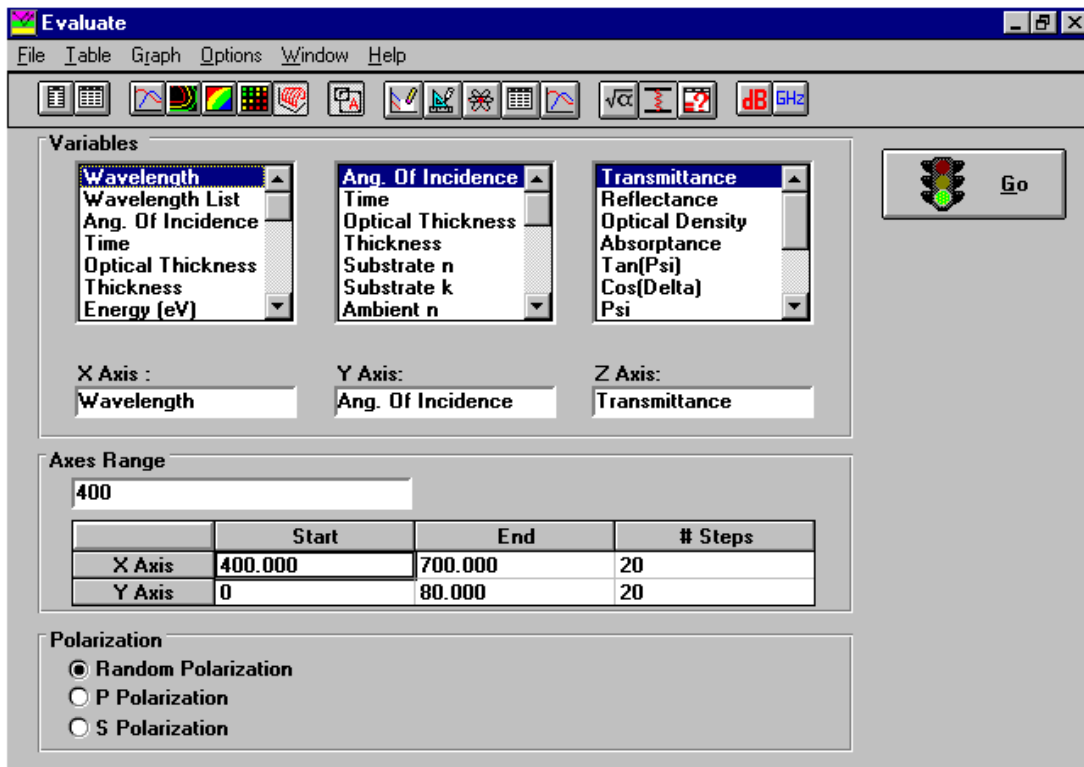 Evaluate
File Table Graph Options Window Help
A √α ? dB GHz
Variables
Wavelength
Wavelength List
Ang. Of Incidence
Time
Optical Thickness
Thickness
Energy (eV)
Ang. Of Incidence
Time
Optical Thickness
Thickness
Substrate n
Substrate k
Ambient n
Transmittance
Reflectance
Optical Density
Absorptance
Tan(Psi)
Cos(Delta)
Psi
Go
X Axis :
Wavelength
Y Axis:
Ang. Of Incidence
Z Axis:
Transmittance
Axes Range
400
Start End # Steps
X Axis 400.000 700.000 20
Y Axis 0 80.000 20
Polarization
Random Polarization
P Polarization
S Polarization